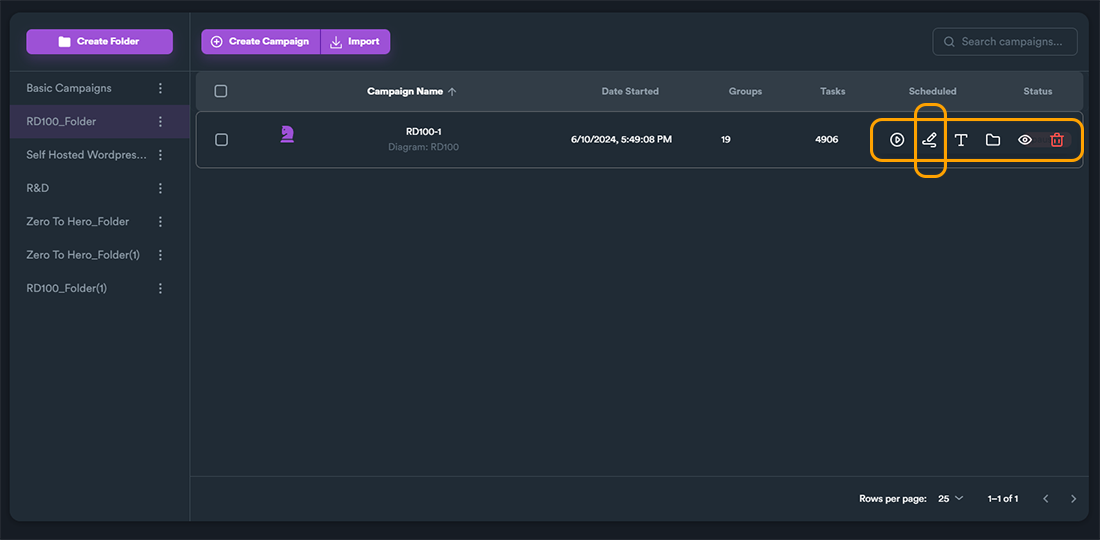 Create Folder
Create Campaign
Import
Search campaigns...
Basic Campaigns
RD100_Folder
Self Hosted Wordpres...
R&D
Zero To Hero_Folder
Zero To Hero_Folder(1)
RD100_Folder(1)
Campaign Name
Date Started
Groups
Tasks
Scheduled
Status
RD100-1
Diagram: RD100
6/10/2024, 5:49:08 PM
19
4906
Rows per page:
25
1–1 of 1